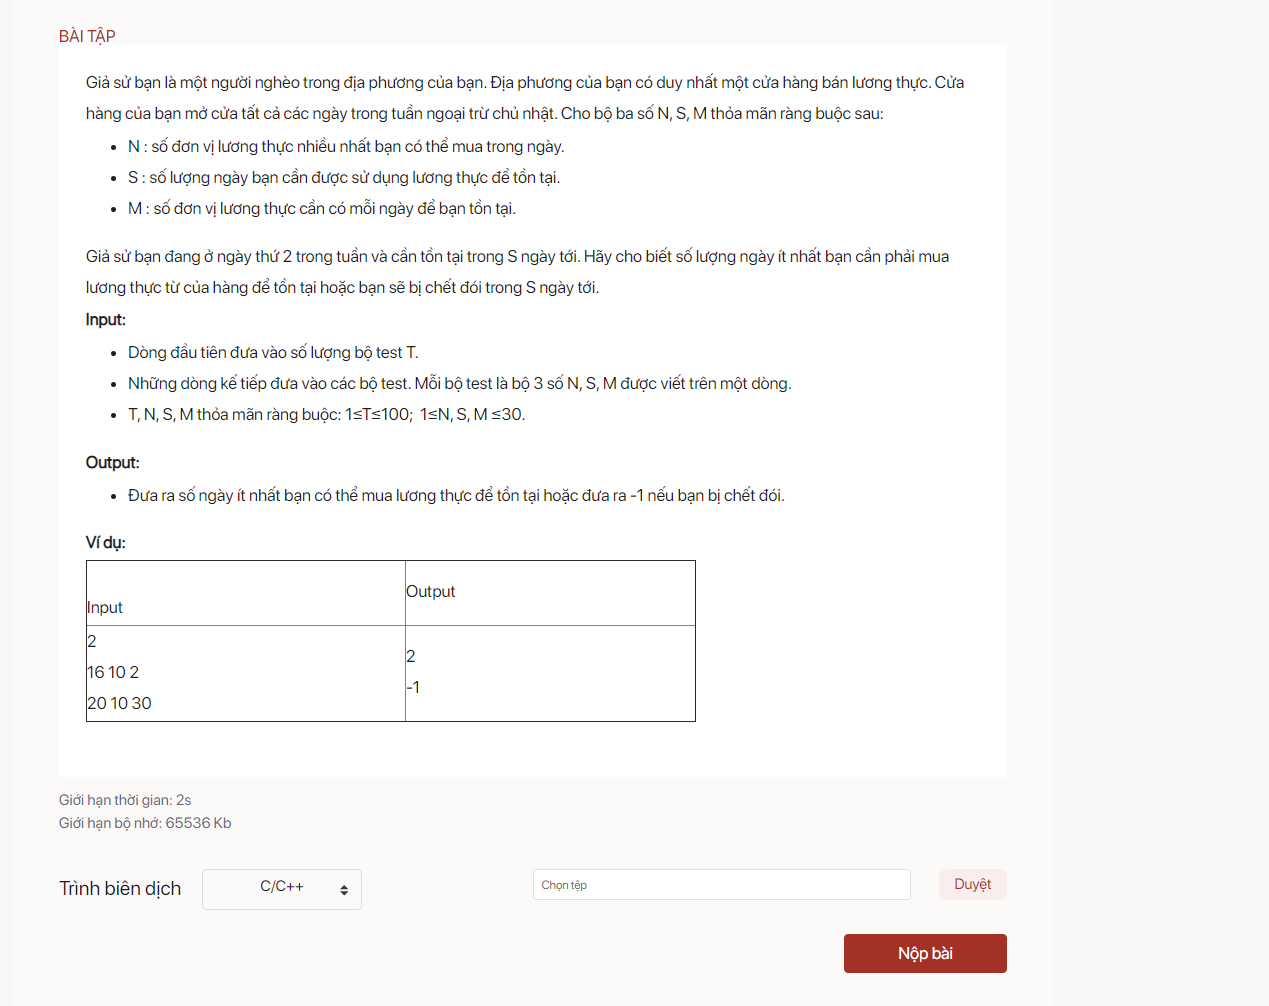 BÀI TẬP
Giả sử bạn là một người nghèo trong địa phương của bạn. Địa phương của bạn có duy nhất một cửa hàng bán lương thực. Cửa
hàng của bạn mở cửa tất cả các ngày trong tuần ngoại trừ chủ nhật. Cho bộ ba số N, S, M thỏa mãn ràng buộc sau:
• N : số đơn vị lương thực nhiều nhất bạn có thể mua trong ngày.
• S : số lượng ngày bạn cần được sử dụng lương thực để tồn tại.
• M : số đơn vị lương thực cần có mỗi ngày để bạn tồn tại.
Giả sử bạn đang ở ngày thứ 2 trong tuần và cần tồn tại trong S ngày tới. Hãy cho biết số lượng ngày ít nhất bạn cần phải mua
lương thực từ của hàng để tồn tại hoặc bạn sẽ bị chết đói trong S ngày tới.
Input:
• Dòng đầu tiên đưa vào số lượng bộ test T.
• Những dòng kế tiếp đưa vào các bộ test. Mỗi bộ test là bộ 3 số N, S, M được viết trên một dòng.
• T, N, S, M thỏa mãn ràng buộc: 1≤T≤100;  1≤N, S, M ≤30.
Output:
• Đưa ra số ngày ít nhất bạn có thể mua lương thực để tồn tại hoặc đưa ra -1 nếu bạn bị chết đói.
Ví dụ:
Input
Output
2
16 10 2
20 10 30
2
-1
Giới hạn thời gian: 2s
Giới hạn bộ nhớ: 65536 Kb
Trình biên dịch
C/C++
Chọn tệp
Duyệt
Nộp bài